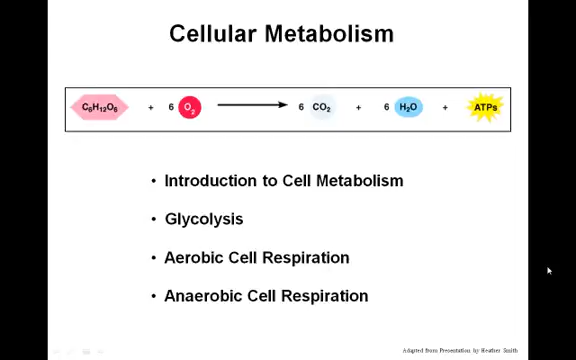 Cellular Metabolism
C₆H₁₂O₆ + 6 O₂ → 6 CO₂ + 6 H₂O + ATPs
• Introduction to Cell Metabolism
• Glycolysis
• Aerobic Cell Respiration
• Anaerobic Cell Respiration
Adapted from Presentation by Heather Smith